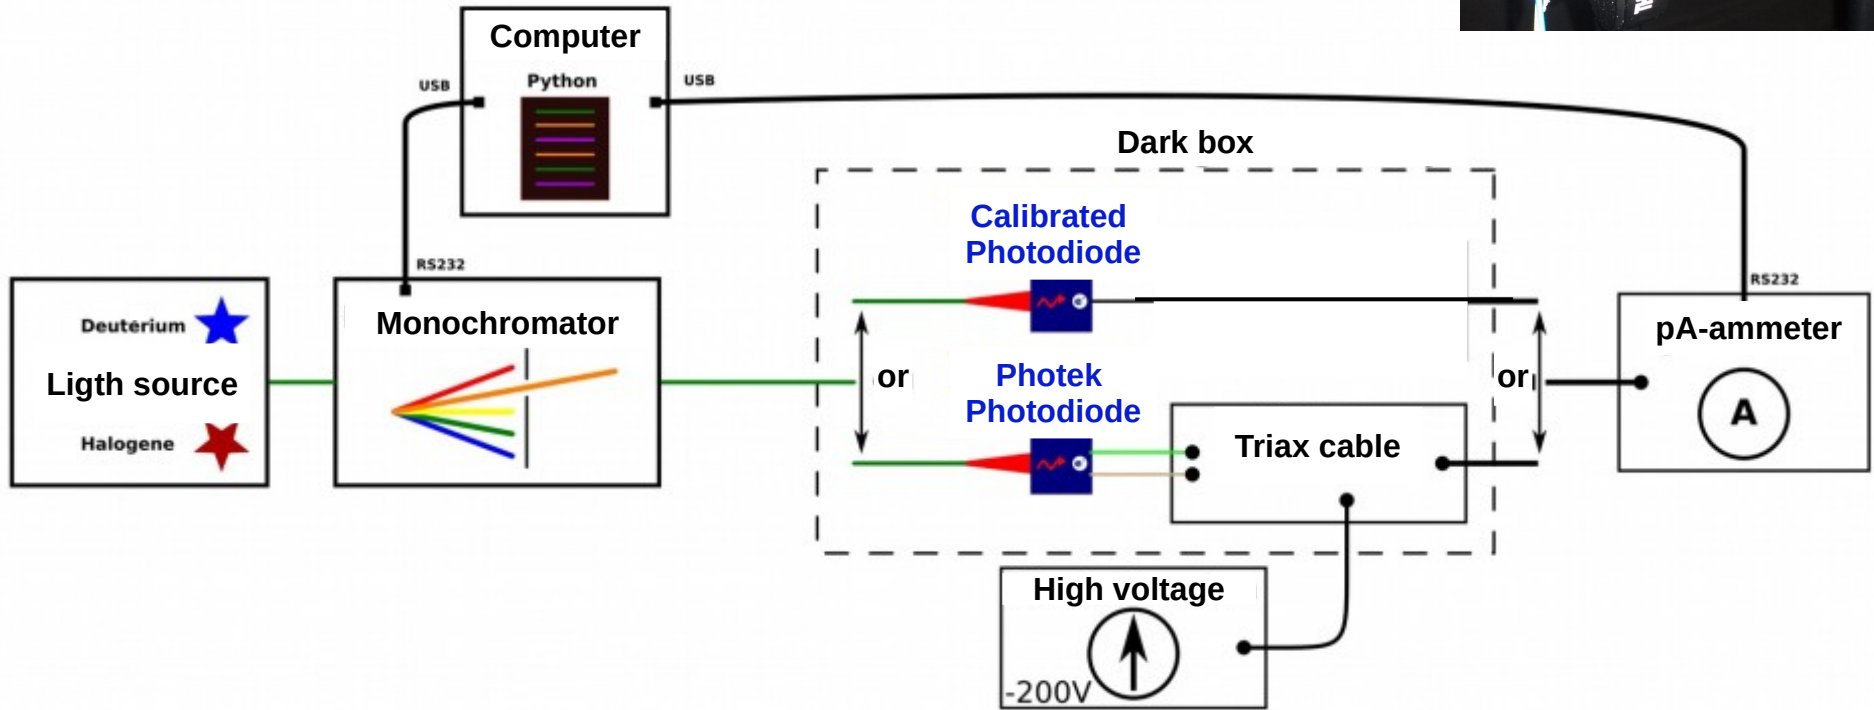 Computer
USB
Python
USB
Dark box
Calibrated
Photodiode
RS232
RS232
Deuterium
Ligth source
Halogene
Monochromator
or
Photek
Photodiode
or
pA-ammeter
A
Triax cable
High voltage
-200V